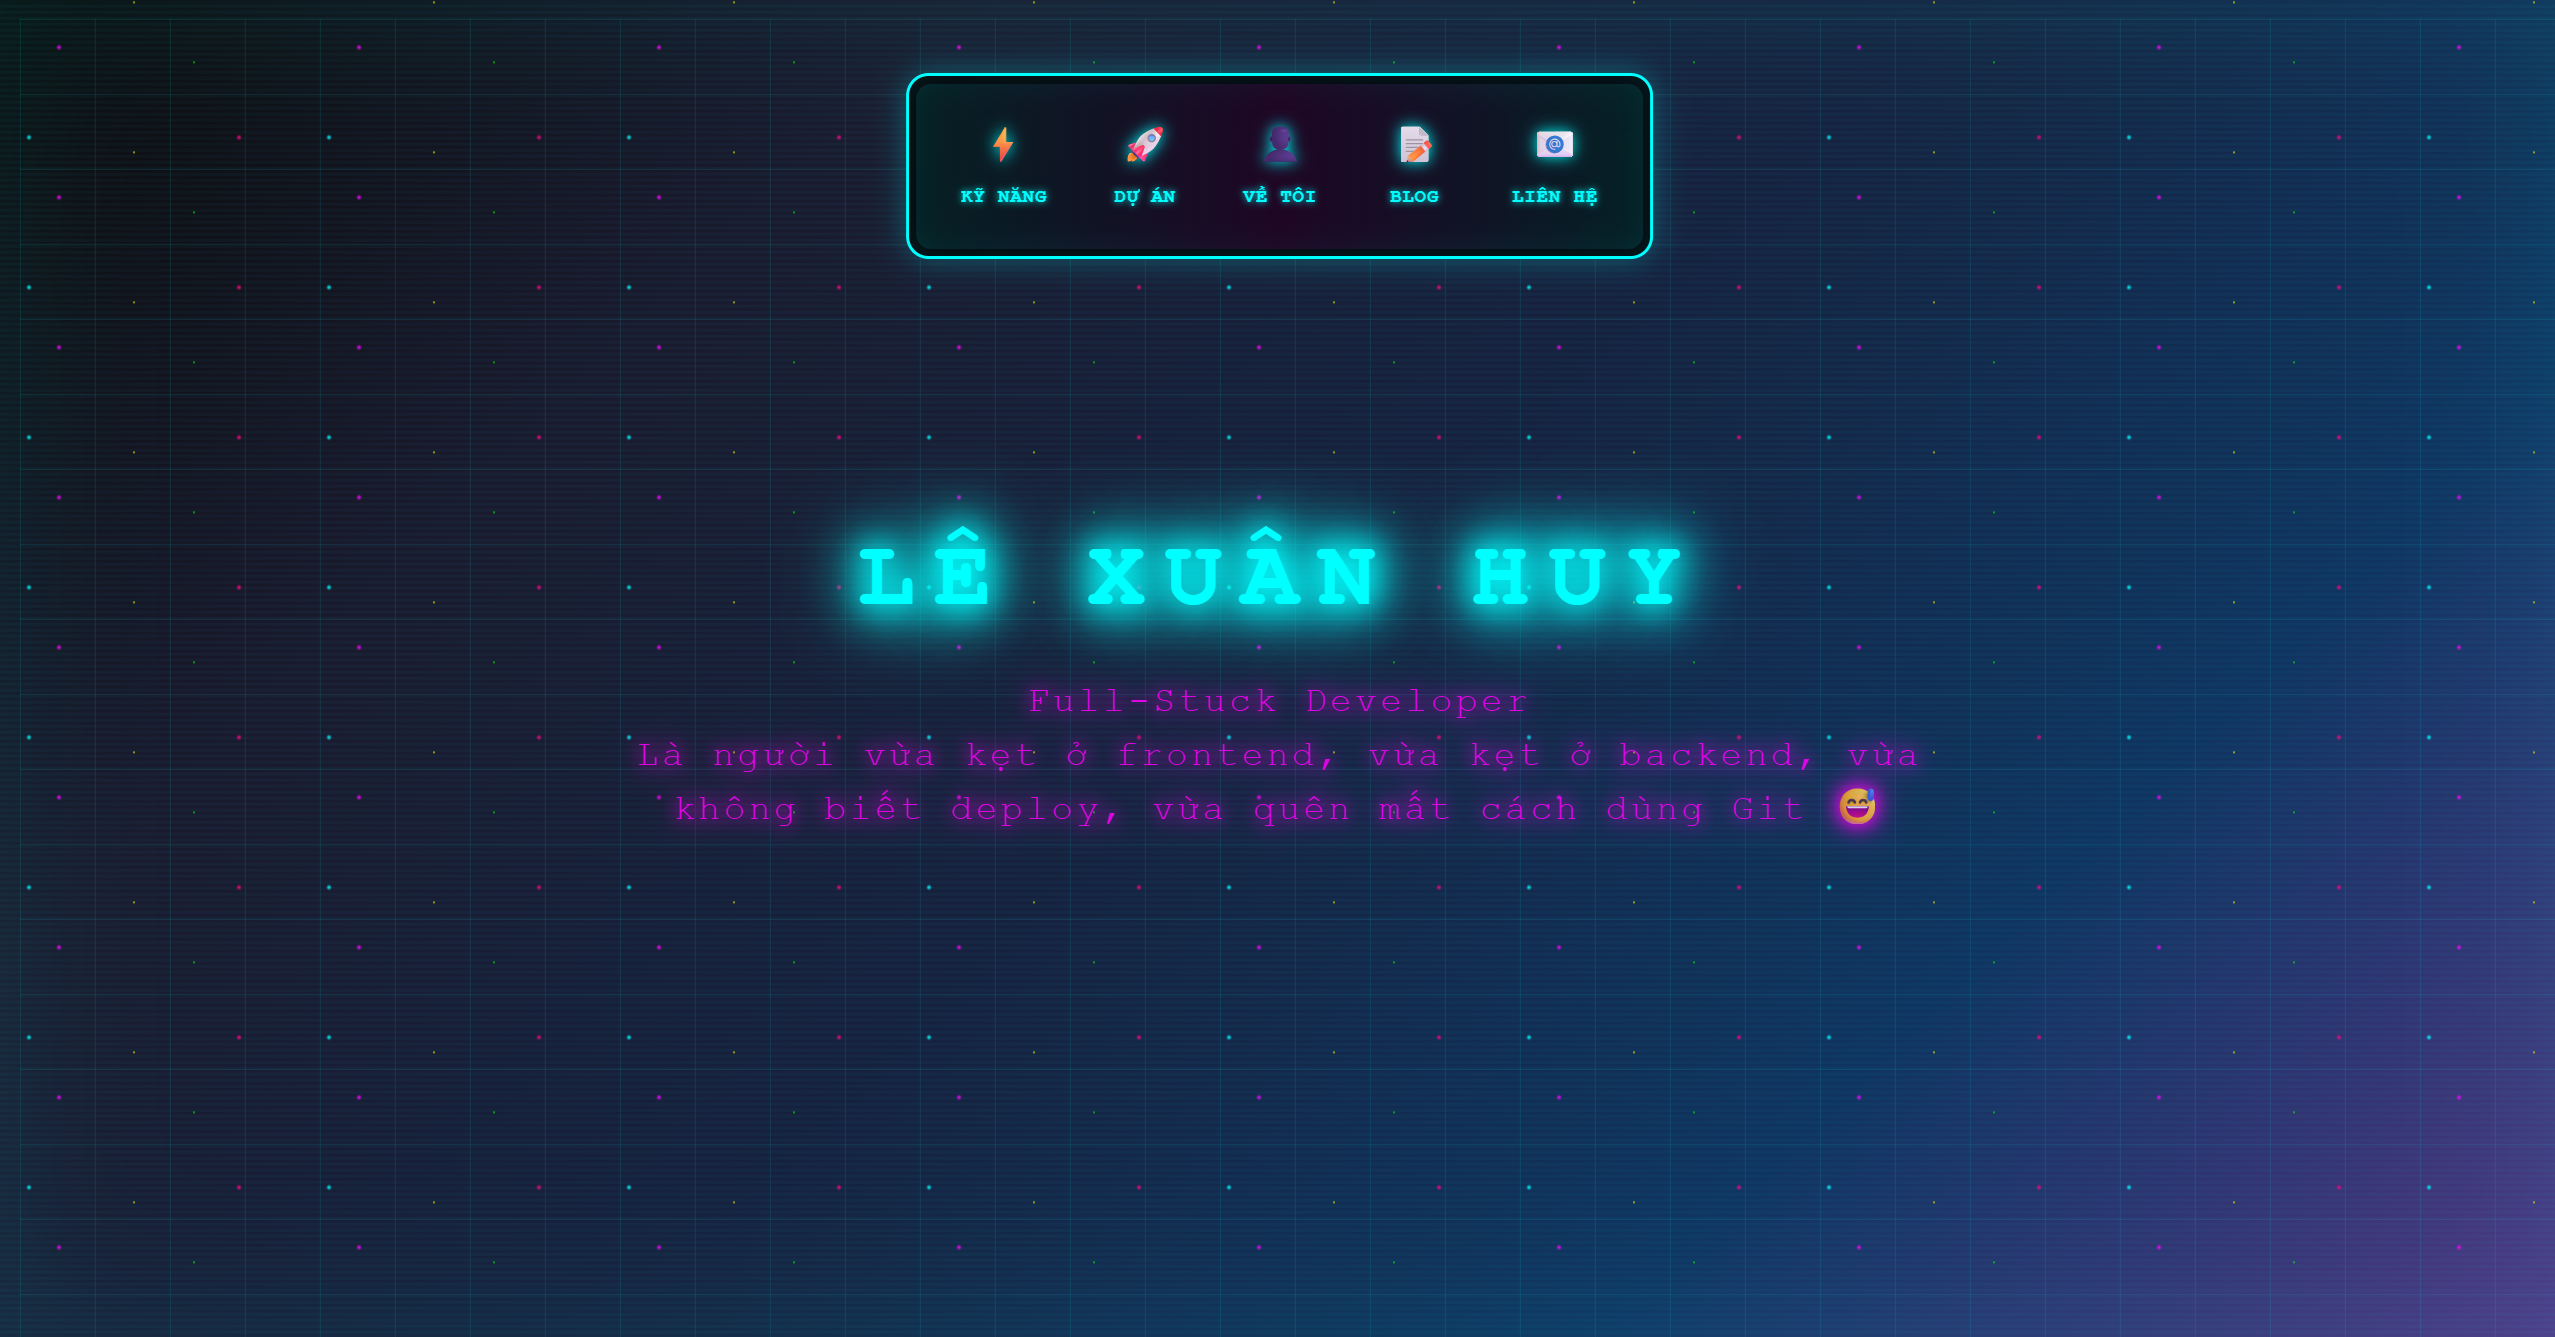 KỸ NĂNG
DỰ ÁN
VỀ TÔI
BLOG
LIÊN HỆ
LÊ XUÂN HUY
Full-Stuck Developer
Là người vừa kẹt ở frontend, vừa kẹt ở backend, vừa
không biết deploy, vừa quên mất cách dùng Git 😅